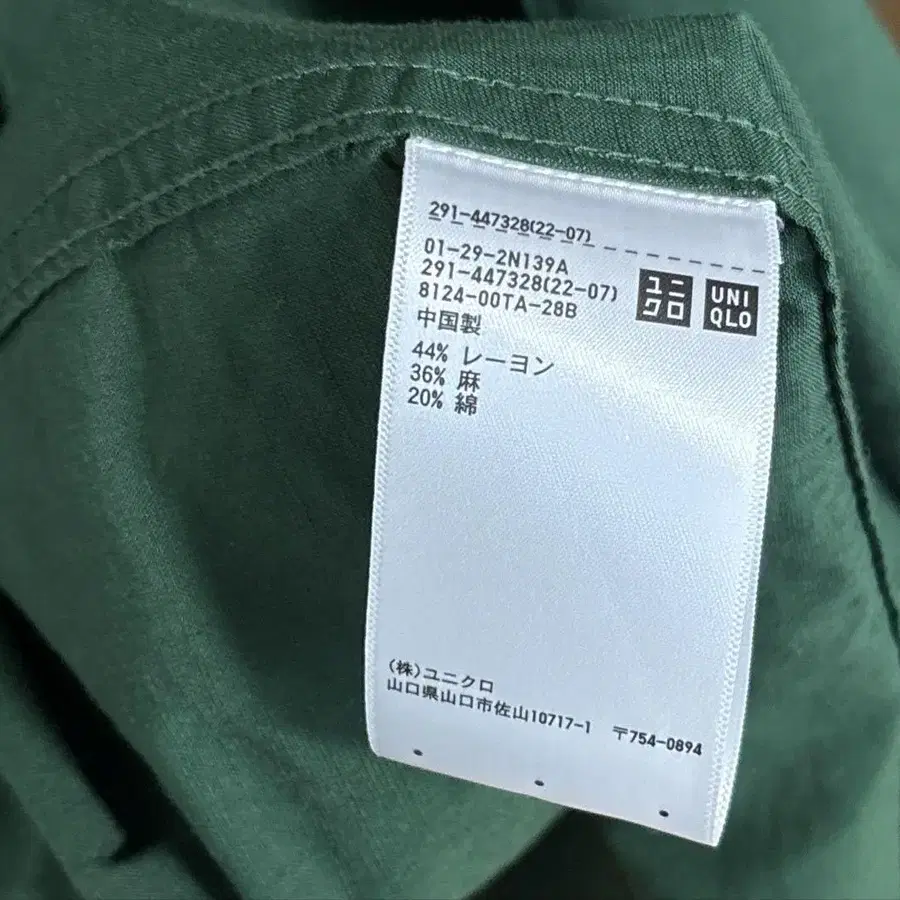 291-447328(22-07)
01-29-2N139A
291-447328(22-07)
8124-00TA-28B
中国製
ユニ
クロ
UNI
QLO
44% レーヨン
36% 麻
20% 綿
(株)ユニクロ
山口県山口市佐山10717-1 〒754-0894